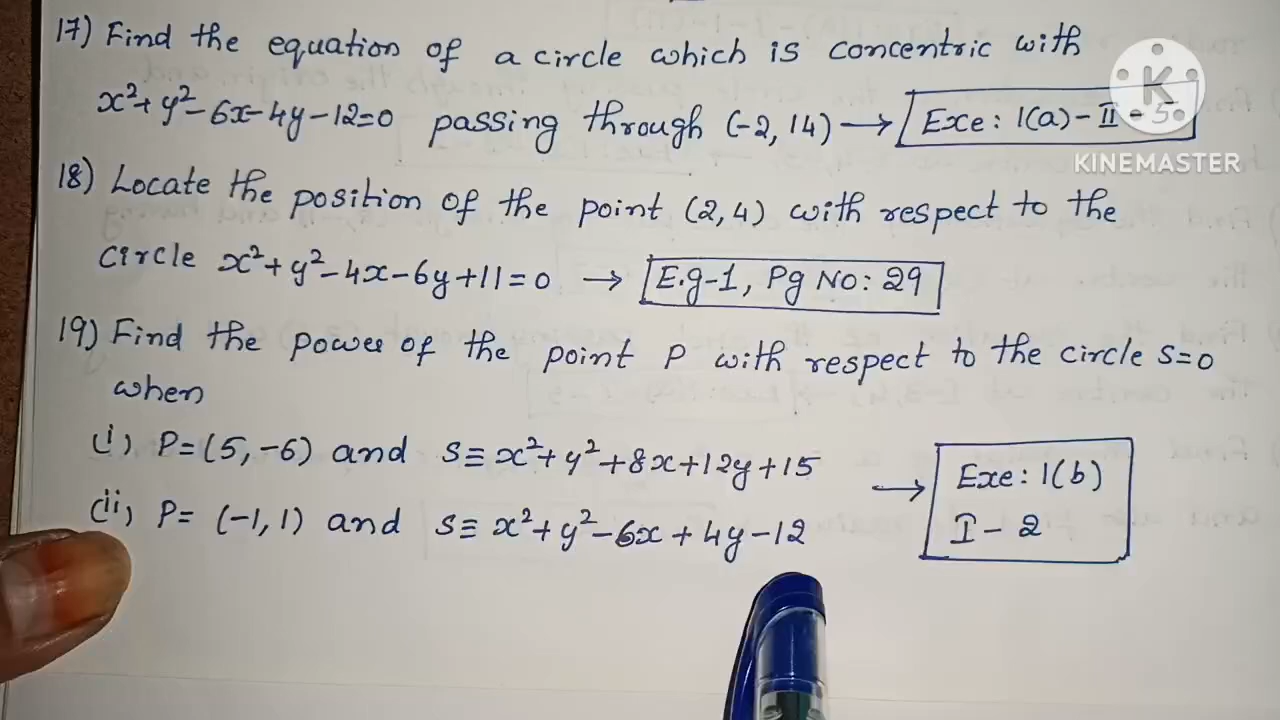 17) Find the equation of a circle which is concentric with
x²+y²-6x-4y-12=0 passing through (-2,14) → Exe: 1(a)-II-5
K
KINEMASTER
18) Locate the position of the point (2,4) with respect to the
circle x²+y²-4x-6y+11=0 → E.g-1, Pg No: 29
19) Find the power of the point P with respect to the circle S=0
when
(i) P=(5,-6) and S≡x²+y²+8x+12y+15
(ii) P= (-1,1) and S≡x²+y²-6x+4y-12
→ Exe: 1(b)
I-2